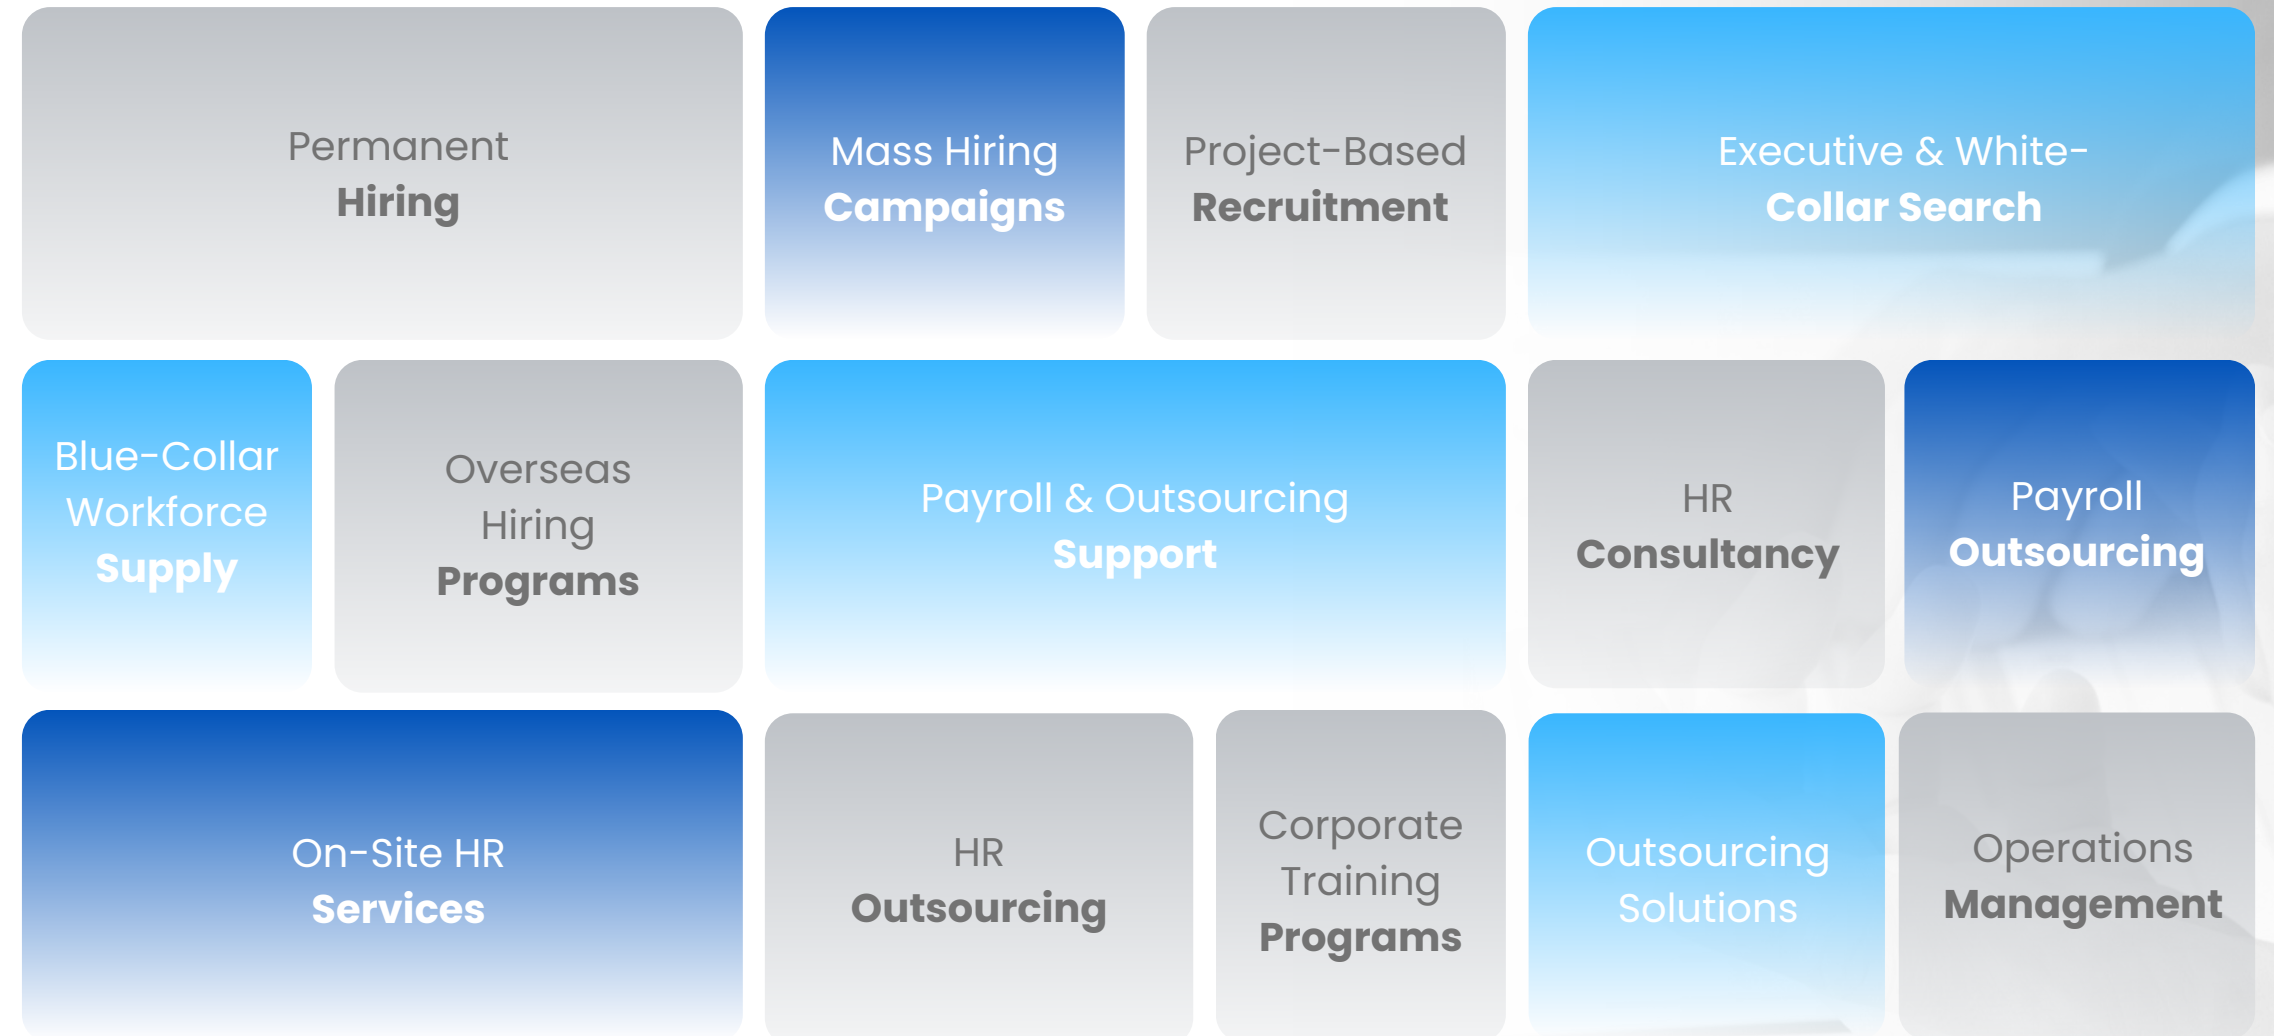 Permanent
Hiring
Mass Hiring
Campaigns
Project-Based
Recruitment
Executive & White-
Collar Search
Blue-Collar
Workforce
Supply
Overseas
Hiring
Programs
Payroll & Outsourcing
Support
HR
Consultancy
Payroll
Outsourcing
On-Site HR
Services
HR
Outsourcing
Corporate
Training
Programs
Outsourcing
Solutions
Operations
Management